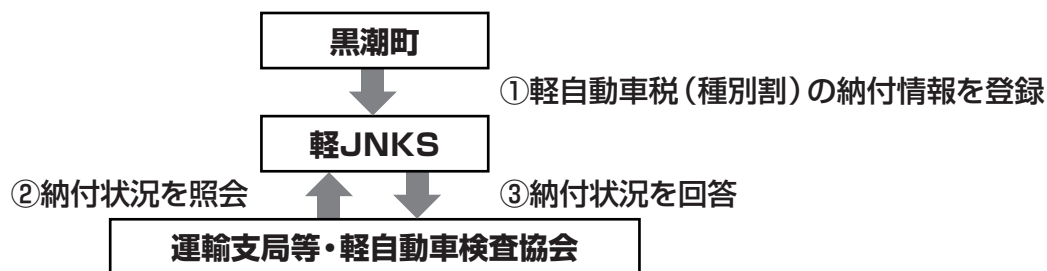 黒潮町
①軽自動車税（種別割）の納付情報を登録
軽JNKS
②納付状況を照会
③納付状況を回答
運輸支局等・軽自動車検査協会